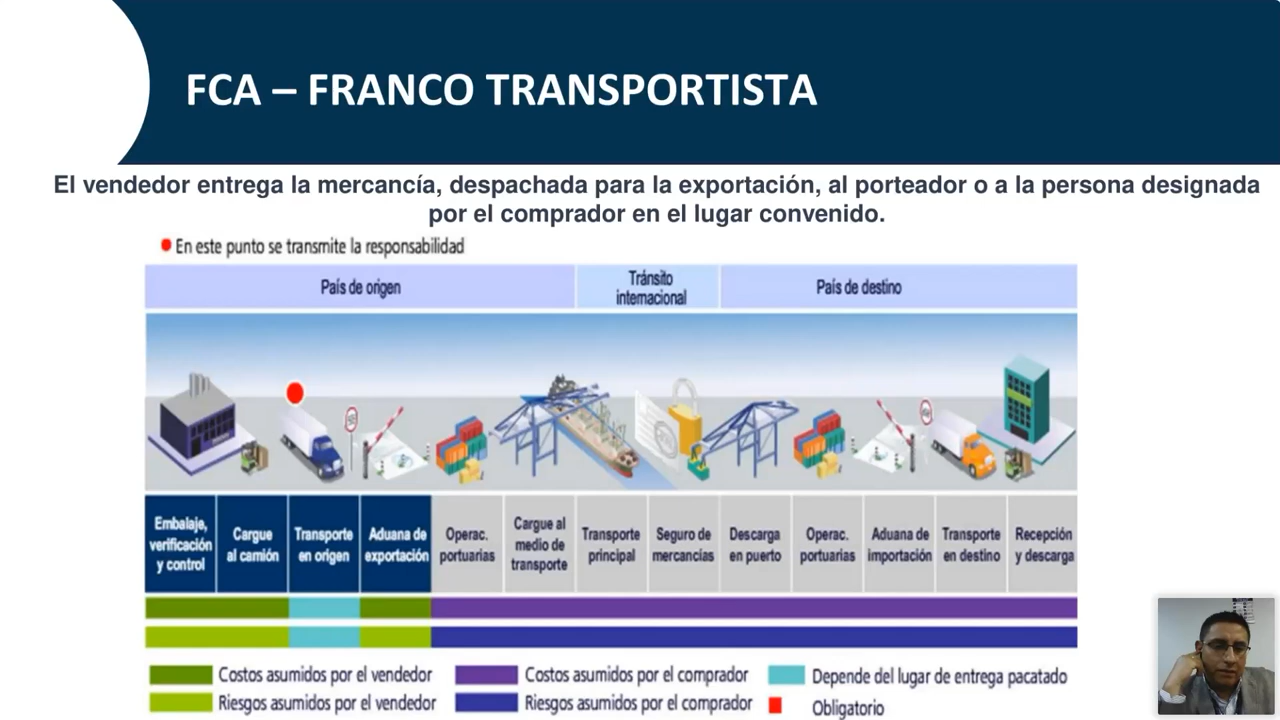 FCA – FRANCO TRANSPORTISTA
El vendedor entrega la mercancía, despachada para la exportación, al porteador o a la persona designada
por el comprador en el lugar convenido.
En este punto se transmite la responsabilidad
País de origen
Tránsito
internacional
País de destino
Embalaje,
verificación
y control
Cargue
al camión
Transporte
en origen
Aduana de
exportación
Operac.
portuarias
Cargue al
medio de
transporte
Transporte
principal
Seguro de
mercancías
Descarga
en puerto
Operac.
portuarias
Aduana de
importación
Transporte
en destino
Recepción
y descarga
Costos asumidos por el vendedor
Costos asumidos por el comprador
Depende del lugar de entrega pacatado
Riesgos asumidos por el vendedor
Riesgos asumidos por el comprador
Obligatorio